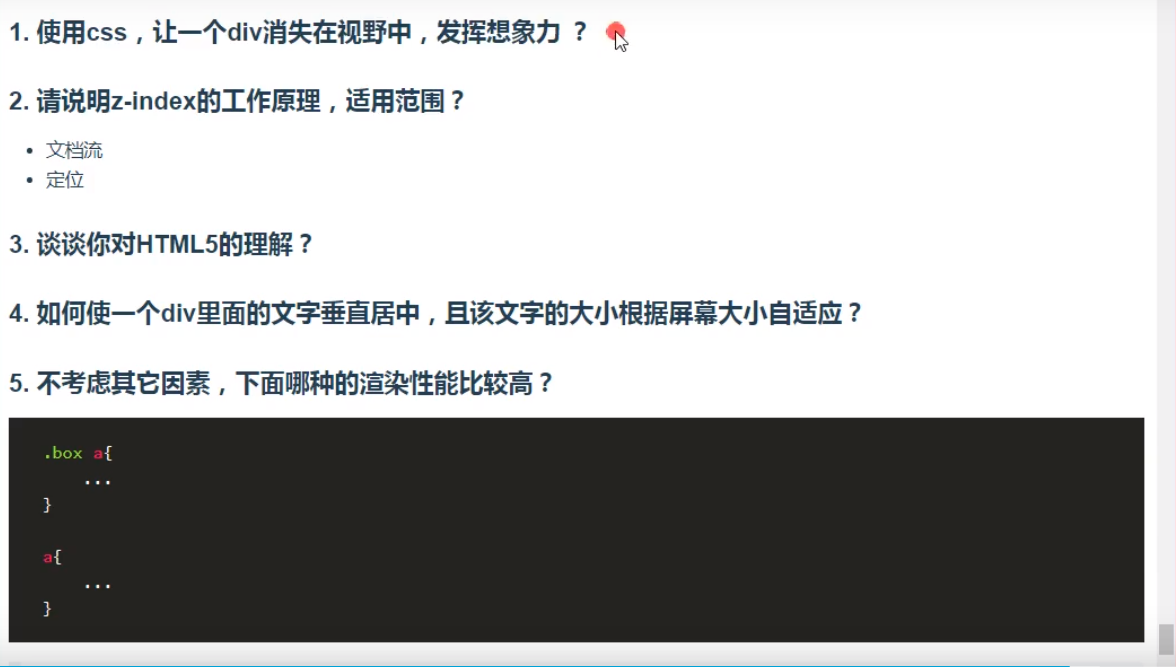 1. 使用css，让一个div消失在视野中，发挥想象力 ？
2. 请说明z-index的工作原理，适用范围？
• 文档流
• 定位
3. 谈谈你对HTML5的理解？
4. 如何使一个div里面的文字垂直居中，且该文字的大小根据屏幕大小自适应？
5. 不考虑其它因素，下面哪种的渲染性能比较高？
.box a{
...
}
a{
...
}